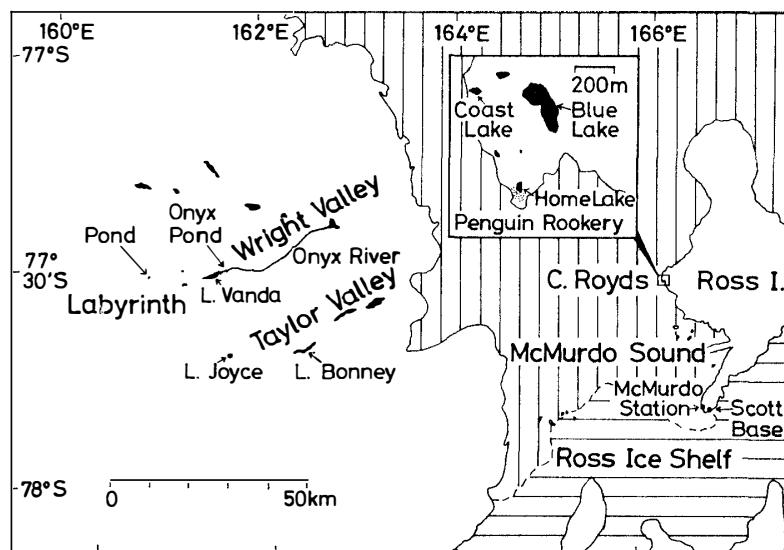 160°E
162°E
164°E
166°E
77°S
200m
Coast
Lake
Blue
Lake
Home Lake
Penguin Rookery
Onyx
Pond
Pond
Wright Valley
Onyx River
77°
30'S
Labyrinth
L. Vanda
Taylor Valley
L. Joyce
L. Bonney
C. Royds
Ross I.
McMurdo Sound
McMurdo
Station
Scott
Base
Ross Ice Shelf
78°S
0
50km